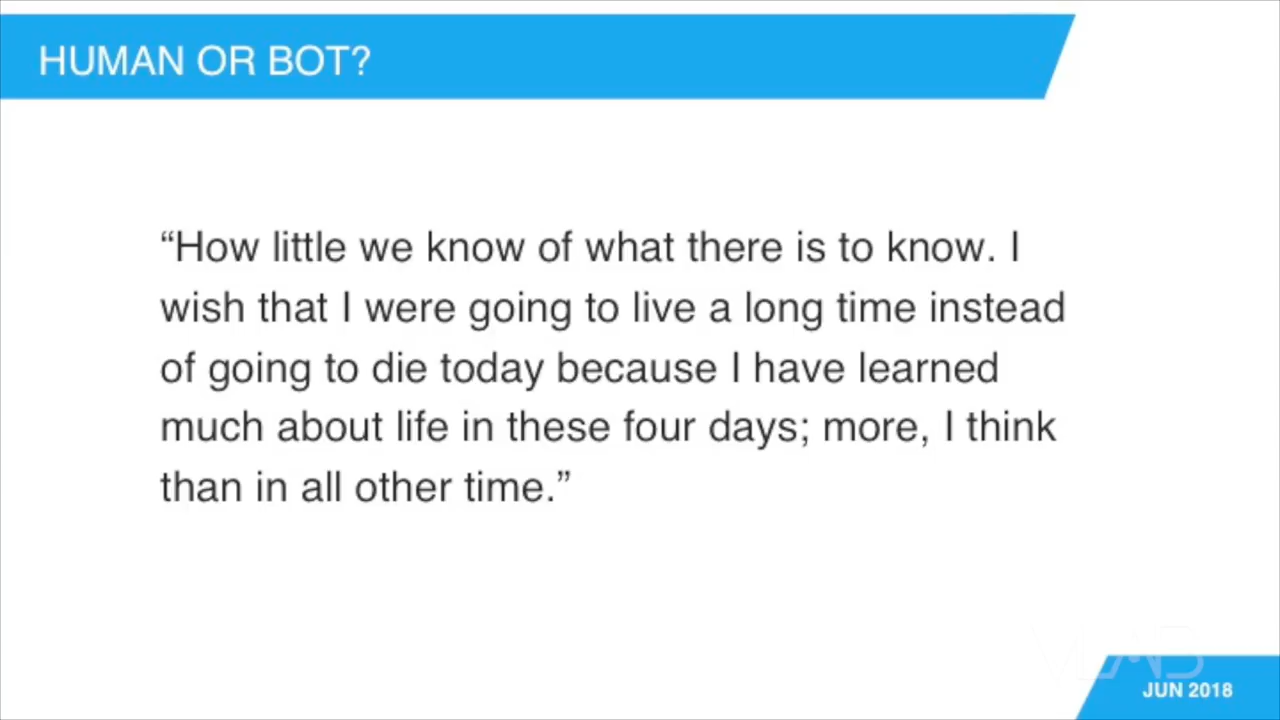 HUMAN OR BOT?
“How little we know of what there is to know. I
wish that I were going to live a long time instead
of going to die today because I have learned
much about life in these four days; more, I think
than in all other time.”
VLAB
JUN 2018